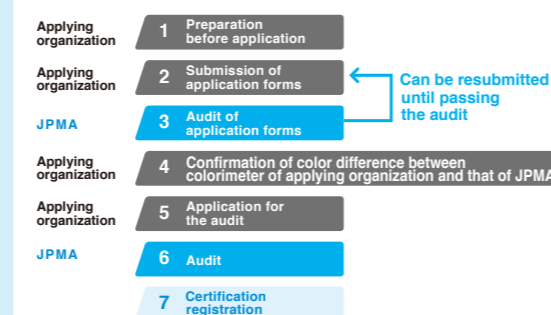 Applying
organization
1 Preparation
before application
Applying
organization
2 Submission of
application forms
Can be resubmitted
until passing
the audit
JPMA
3 Audit of
application forms
Applying
organization
4 Confirmation of color difference between
colorimeter of applying organization and that of JPMA
Applying
organization
5 Application for
the audit
JPMA
6 Audit
7 Certification
registration